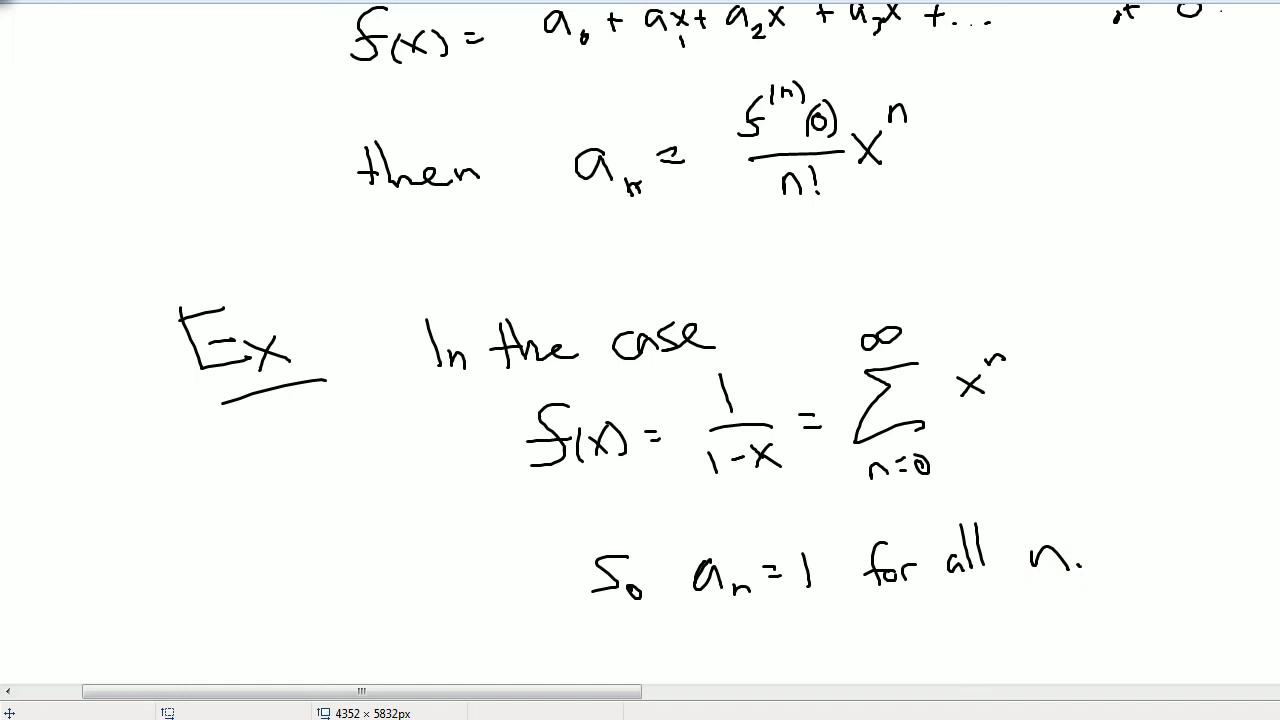 f(x) = a₀ + a₁x + a₂x + a₃x + ...
then aₙ = f⁽ⁿ⁾(0)/n! xⁿ
Ex In the case
f(x) = 1/(1-x) = ∑_{n=0}^{∞} xⁿ
So aₙ = 1 for all n.
4352 × 5832px